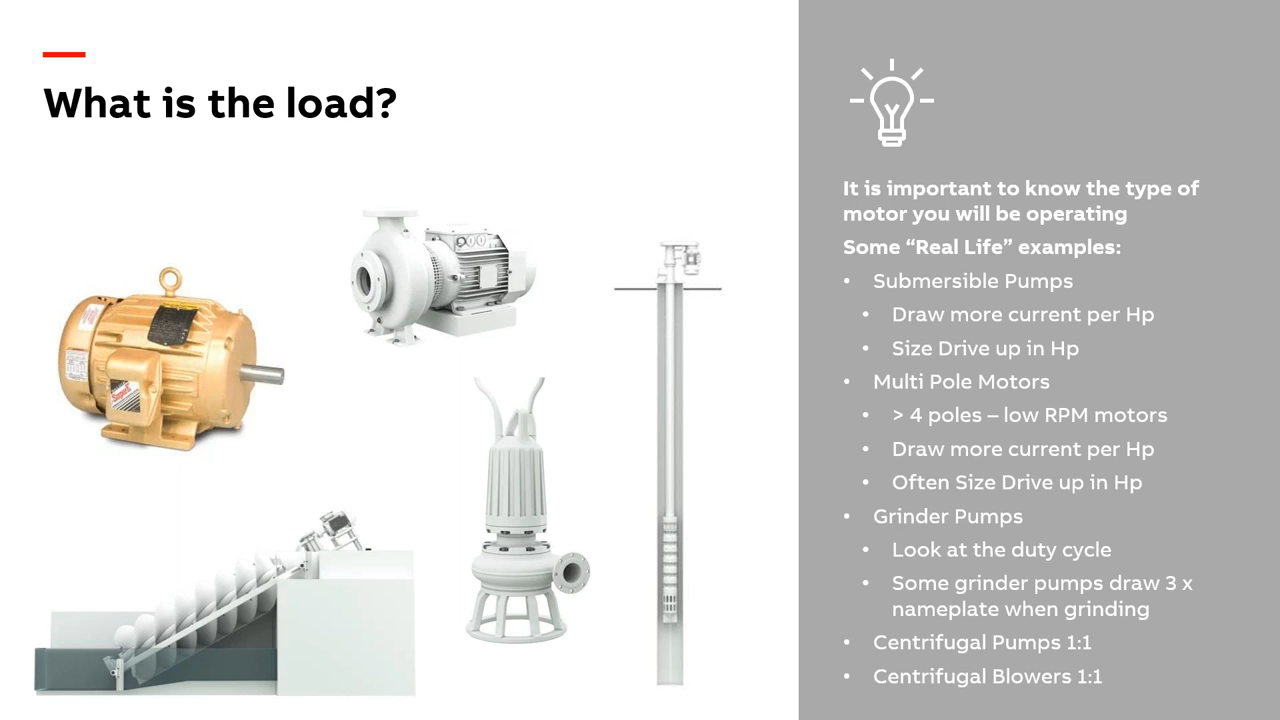 What is the load?
It is important to know the type of
motor you will be operating
Some “Real Life” examples:
• Submersible Pumps
• Draw more current per Hp
• Size Drive up in Hp
• Multi Pole Motors
• > 4 poles – low RPM motors
• Draw more current per Hp
• Often Size Drive up in Hp
• Grinder Pumps
• Look at the duty cycle
• Some grinder pumps draw 3 x
nameplate when grinding
• Centrifugal Pumps 1:1
• Centrifugal Blowers 1:1